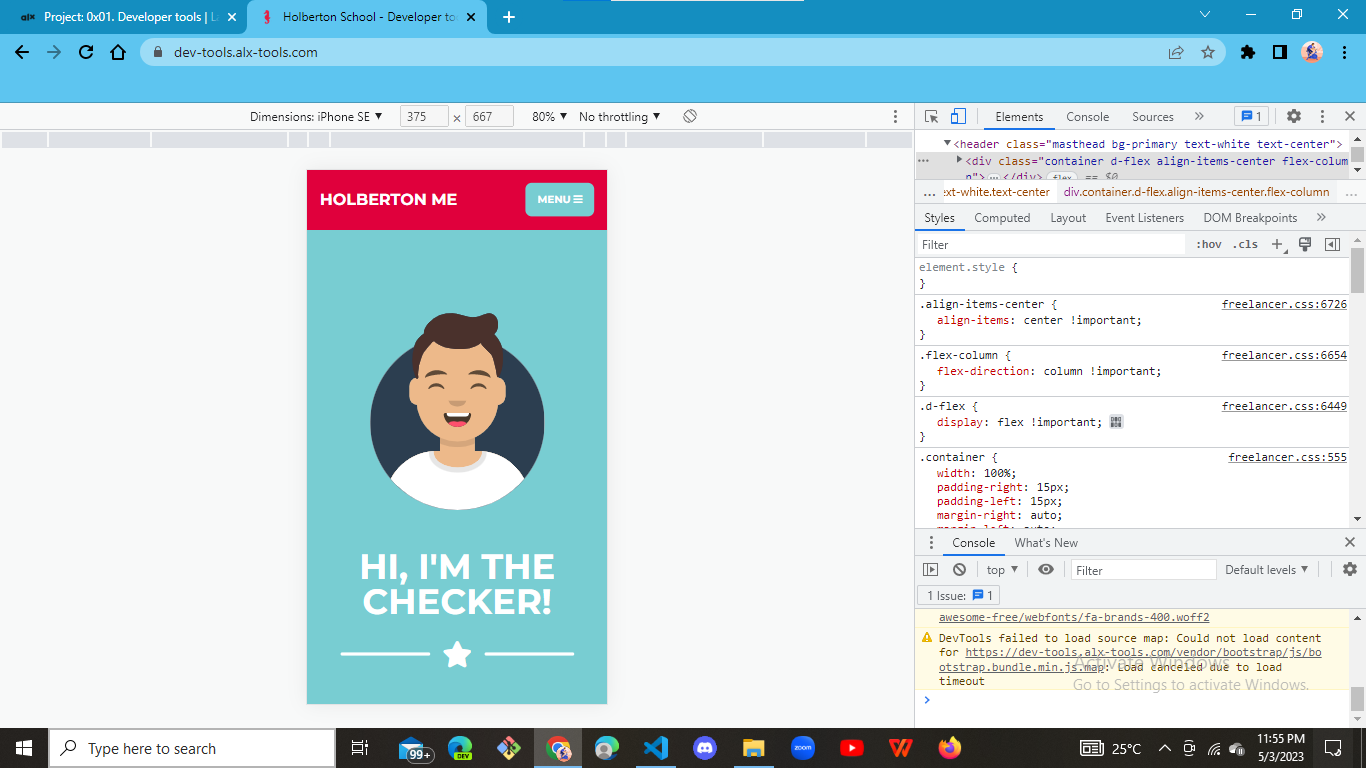 alx Project: 0x01. Developer tools |
Holberton School - Developer to
dev-tools.alx-tools.com
Dimensions: iPhone SE ▼ 375 × 667 80% ▼ No throttling ▼
Elements Console Sources » 1
<header class="masthead bg-primary text-white text-center">
<div class="container d-flex align-items-center flex-colum
n">…</div> flex == $0
... ext-white.text-center div.container.d-flex.align-items-center.flex-column ...
Styles Computed Layout Event Listeners DOM Breakpoints »
Filter :hov .cls +
element.style {
}
.align-items-center { freelancer.css:6726
align-items: center !important;
}
.flex-column { freelancer.css:6654
flex-direction: column !important;
}
.d-flex { freelancer.css:6449
display: flex !important;
}
.container { freelancer.css:555
width: 100%;
padding-right: 15px;
padding-left: 15px;
margin-right: auto;
margin-left: auto;
HOLBERTON ME MENU ☰
HI, I'M THE
CHECKER!
Console What's New
top ▼ Filter Default levels ▼
1 Issue: 1
awesome-free/webfonts/fa-brands-400.woff2
DevTools failed to load source map: Could not load content
for https://dev-tools.alx-tools.com/vendor/bootstrap/js/bo
otstrap.bundle.min.js.map: Load canceled due to load
timeout
Activate Windows
Go to Settings to activate Windows.
Type here to search 99+ DEV zoom 25°C 11:55 PM
5/3/2023